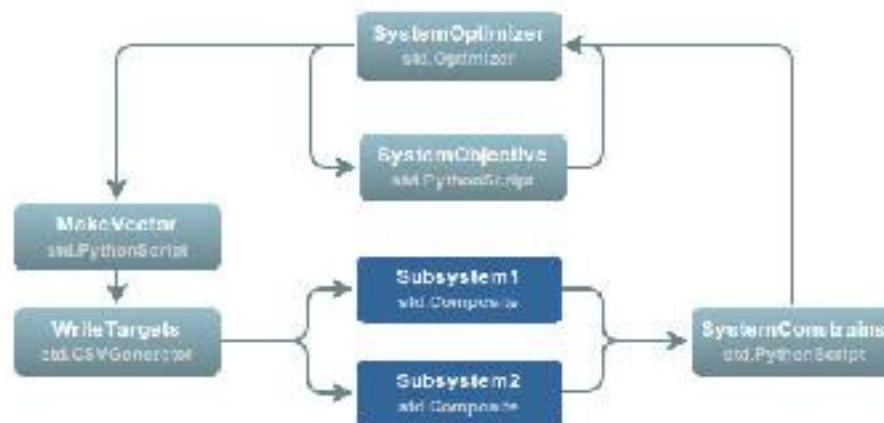 SystemOptimizer
std.Optimizer
SystemObjective
std.PythonScript
MakeVector
std.PythonScript
Subsystem1
std.Composite
WriteTargets
std.CSVGenerator
SystemConstrains
std.PythonScript
Subsystem2
std.Composite